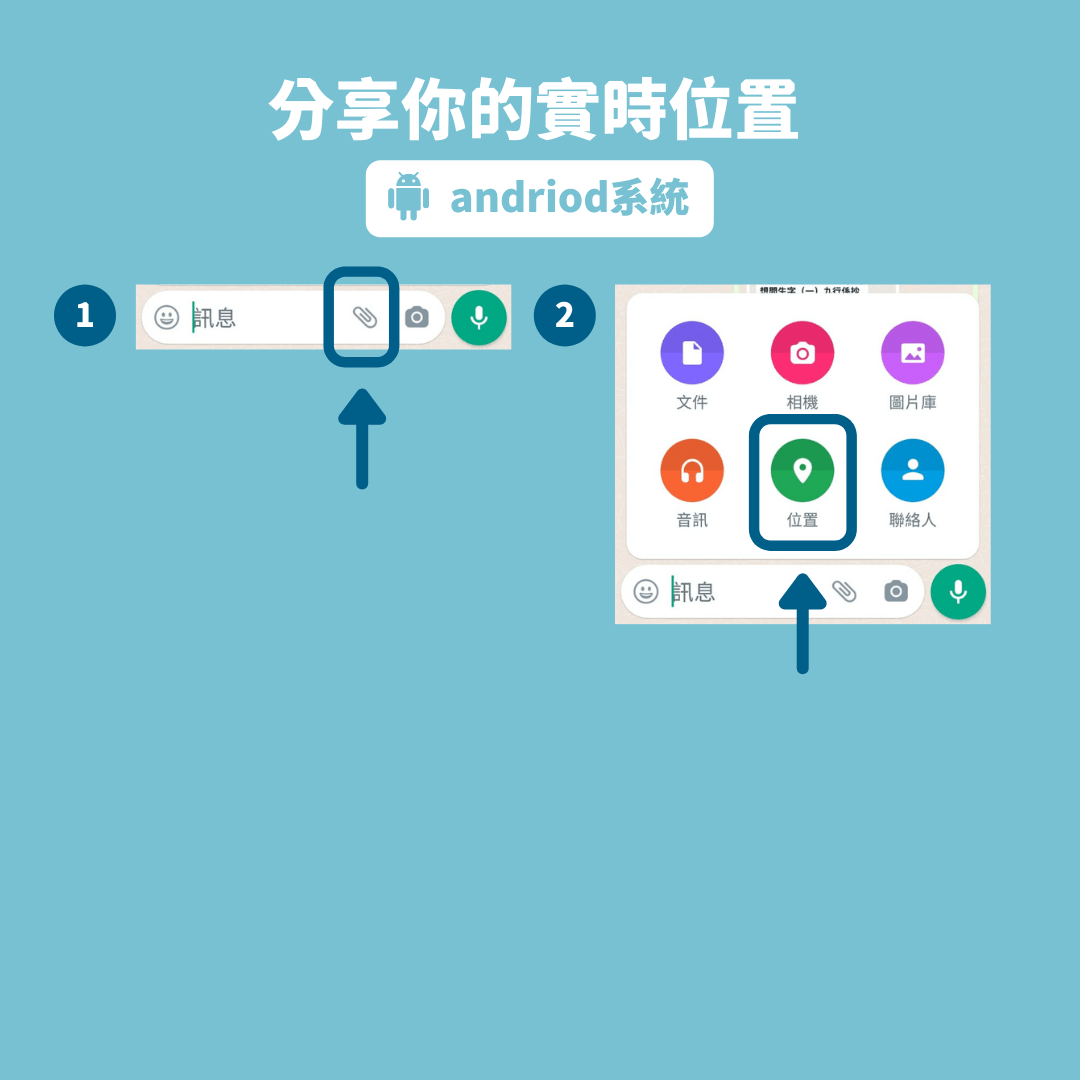 分享你的實時位置
andriod系統
1
訊息
2
文件
相機
圖片庫
音訊
位置
聯絡人
訊息